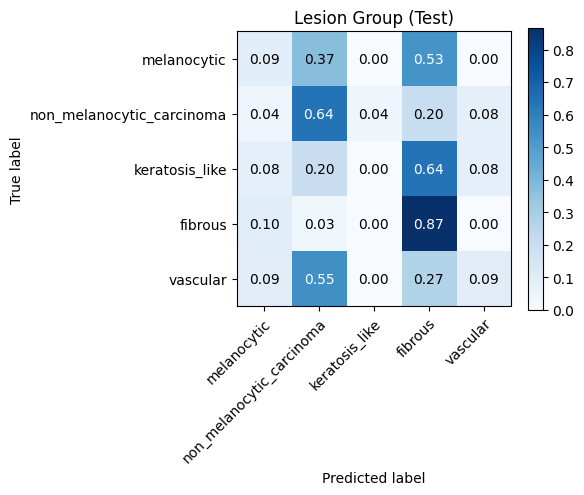 Lesion Group (Test)
True label
melanocytic 0.09 0.37 0.00 0.53 0.00
non_melanocytic_carcinoma 0.04 0.64 0.04 0.20 0.08
keratosis_like 0.08 0.20 0.00 0.64 0.08
fibrous 0.10 0.03 0.00 0.87 0.00
vascular 0.09 0.55 0.00 0.27 0.09
melanocytic
non_melanocytic_carcinoma
keratosis_like
fibrous
vascular
Predicted label
0.8
0.7
0.6
0.5
0.4
0.3
0.2
0.1
0.0